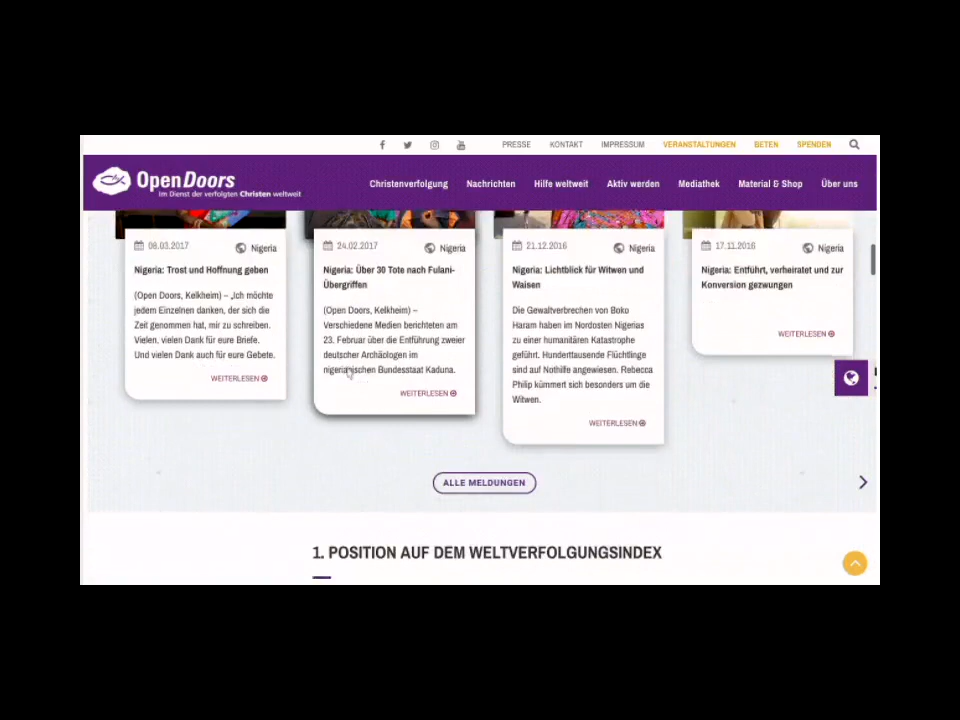 PRESSE KONTAKT IMPRESSUM VERANSTALTUNGEN BETEN SPENDEN
OpenDoors
Im Dienst der verfolgten Christen weltweit
Christenverfolgung Nachrichten Hilfe weltweit Aktiv werden Mediathek Material & Shop Über uns
08.03.2017 Nigeria
Nigeria: Trost und Hoffnung geben
(Open Doors, Kelkheim) – „Ich möchte
jedem Einzelnen danken, der sich die
Zeit genommen hat, mir zu schreiben.
Vielen, vielen Dank für eure Briefe.
Und vielen Dank auch für eure Gebete.
WEITERLESEN
24.02.2017 Nigeria
Nigeria: Über 30 Tote nach Fulani-
Übergriffen
(Open Doors, Kelkheim) –
Verschiedene Medien berichteten am
23. Februar über die Entführung zweier
deutscher Archäologen im
nigerianischen Bundesstaat Kaduna.
WEITERLESEN
21.12.2016 Nigeria
Nigeria: Lichtblick für Witwen und
Waisen
Die Gewaltverbrechen von Boko
Haram haben im Nordosten Nigerias
zu einer humanitären Katastrophe
geführt. Hunderttausende Flüchtlinge
sind auf Nothilfe angewiesen. Rebecca
Philip kümmert sich besonders um die
Witwen.
WEITERLESEN
17.11.2016 Nigeria
Nigeria: Entführt, verheiratet und zur
Konversion gezwungen
WEITERLESEN
ALLE MELDUNGEN
1. POSITION AUF DEM WELTVERFOLGUNGSINDEX